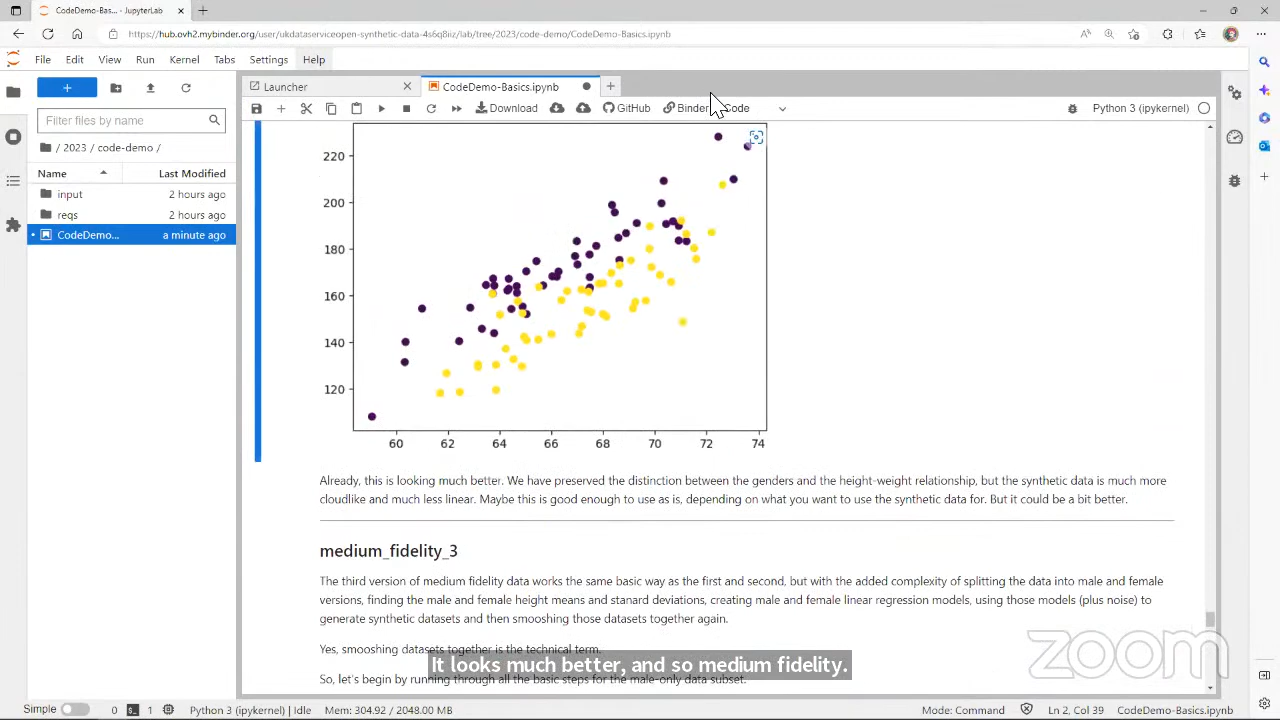 CodeDemo-Bas... - JupyterLab
https://hub.ovh2.mybinder.org/user/ukdataserviceopen-synthetic-data-4s6q8iiz/lab/tree/2023/code-demo/CodeDemo-Basics.ipynb
File Edit View Run Kernel Tabs Settings Help
Launcher
CodeDemo-Basics.ipynb
Download GitHub Binder Code Python 3 (ipykernel)
Filter files by name
/ 2023 / code-demo /
Name Last Modified
input 2 hours ago
reqs 2 hours ago
CodeDemo... a minute ago
220
200
180
160
140
120
60 62 64 66 68 70 72 74
Already, this is looking much better. We have preserved the distinction between the genders and the height-weight relationship, but the synthetic data is much more
cloudlike and much less linear. Maybe this is good enough to use as is, depending on what you want to use the synthetic data for. But it could be a bit better.
medium_fidelity_3
The third version of medium fidelity data works the same basic way as the first and second, but with the added complexity of splitting the data into male and female
versions, finding the male and female height means and stanard deviations, creating male and female linear regression models, using those models (plus noise) to
generate synthetic datasets and then smooshing those datasets together again.
Yes, smooshing datasets together is the technical term.
It looks much better, and so medium fidelity.
So, let's begin by running through all the basic steps for the male-only data subset.
zoom
Simple 0 1 Python 3 (ipykernel) | Idle Mem: 304.92 / 2048.00 MB Mode: Command Ln 2, Col 39 CodeDemo-Basics.ipynb